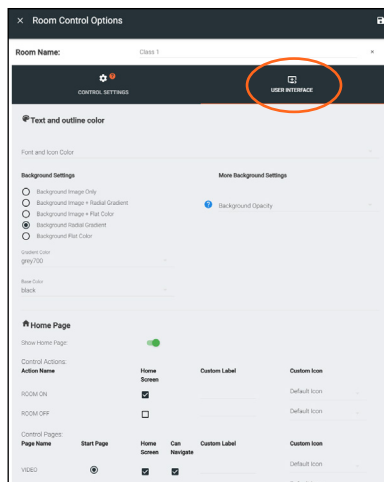 × Room Control Options
Room Name: Class 1
CONTROL SETTINGS USER INTERFACE
Text and outline color
Font and Icon Color
Background Settings More Background Settings
Background Image Only
Background Image + Radial Gradient Background Opacity
Background Image + Flat Color
Background Radial Gradient
Background Flat Color
Gradient Color
grey700
Base Color
black
Home Page
Show Home Page:
Control Actions:
Action Name Home Screen Custom Label Custom Icon
ROOM ON Default Icon
ROOM OFF Default Icon
Control Pages:
Page Name Start Page Home Screen Can Navigate Custom Label Custom Icon
VIDEO Default Icon